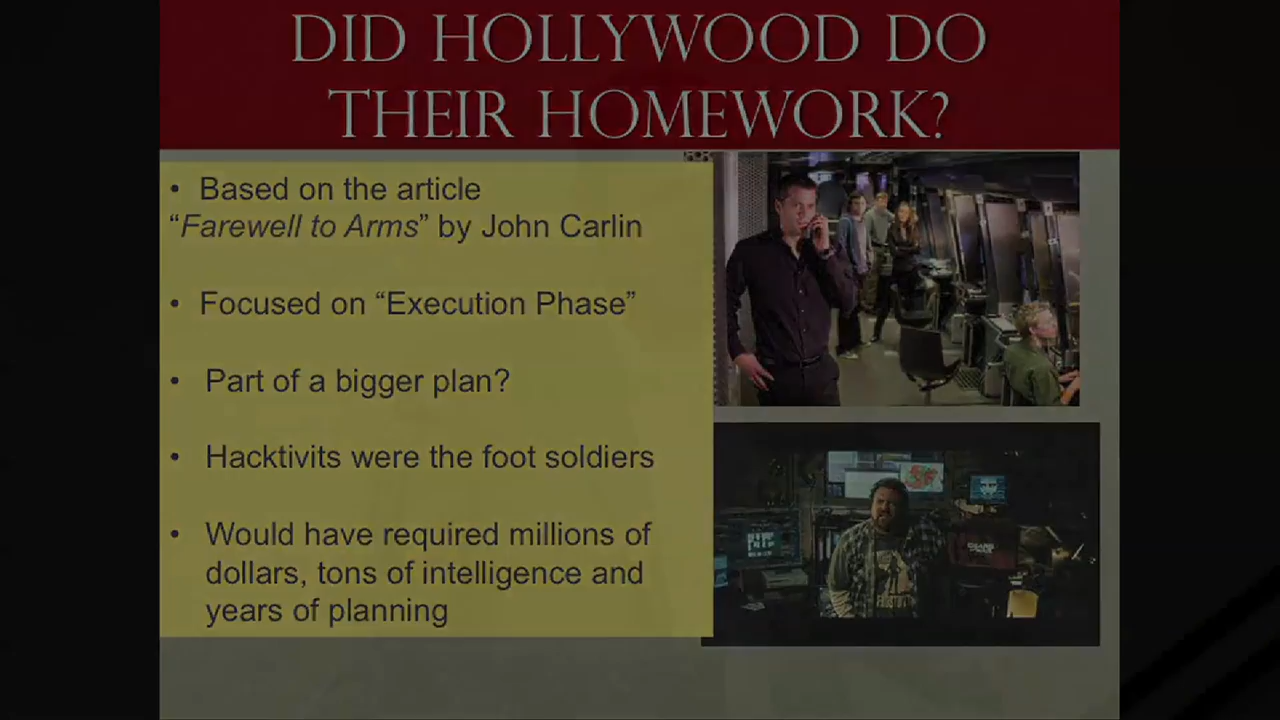 DID HOLLYWOOD DO
THEIR HOMEWORK?
• Based on the article
“Farewell to Arms” by John Carlin
• Focused on “Execution Phase”
• Part of a bigger plan?
• Hacktivits were the foot soldiers
• Would have required millions of
dollars, tons of intelligence and
years of planning